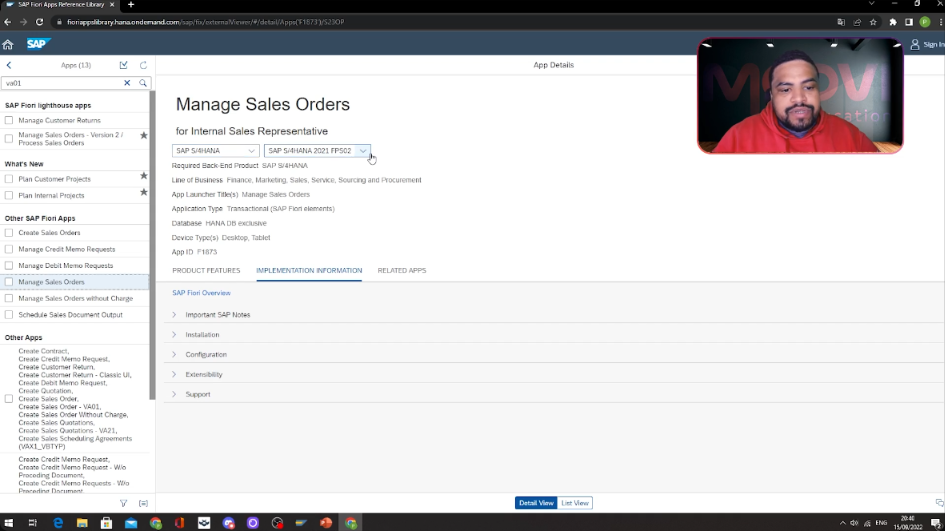 SAP Fiori Apps Reference Library
fioriappslibrary.hana.ondemand.com/sap/fix/externalViewer/#/detail/Apps('F1873')/S23OP
P
SAP
Sign In
Apps (13)
App Details
va01
SAP Fiori lighthouse apps
Manage Customer Returns
Manage Sales Orders - Version 2 /
Process Sales Orders
What's New
Plan Customer Projects
Plan Internal Projects
Other SAP Fiori Apps
Create Sales Orders
Manage Credit Memo Requests
Manage Debit Memo Requests
Manage Sales Orders
Manage Sales Orders without Charge
Schedule Sales Document Output
Other Apps
Create Contract,
Create Credit Memo Request,
Create Customer Return,
Create Customer Return - Classic UI,
Create Debit Memo Request,
Create Quotation,
Create Sales Order,
Create Sales Order - VA01,
Create Sales Order Without Charge,
Create Sales Quotations,
Create Sales Quotations - VA21,
Create Sales Scheduling Agreements
(VAX1_VBTYP)
Create Credit Memo Request,
Create Credit Memo Request - W/o
Preceding Document,
Create Credit Memo Requests - W/o
Preceding Document,
Manage Sales Orders
for Internal Sales Representative
SAP S/4HANA
SAP S/4HANA 2021 FPS02
Required Back-End Product SAP S/4HANA
Line of Business Finance, Marketing, Sales, Service, Sourcing and Procurement
App Launcher Title(s) Manage Sales Orders
Application Type Transactional (SAP Fiori elements)
Database HANA DB exclusive
Device Type(s) Desktop, Tablet
App ID F1873
PRODUCT FEATURES
IMPLEMENTATION INFORMATION
RELATED APPS
SAP Fiori Overview
Important SAP Notes
Installation
Configuration
Extensibility
Support
Detail View
List View
ENG
20:40
15/08/2022